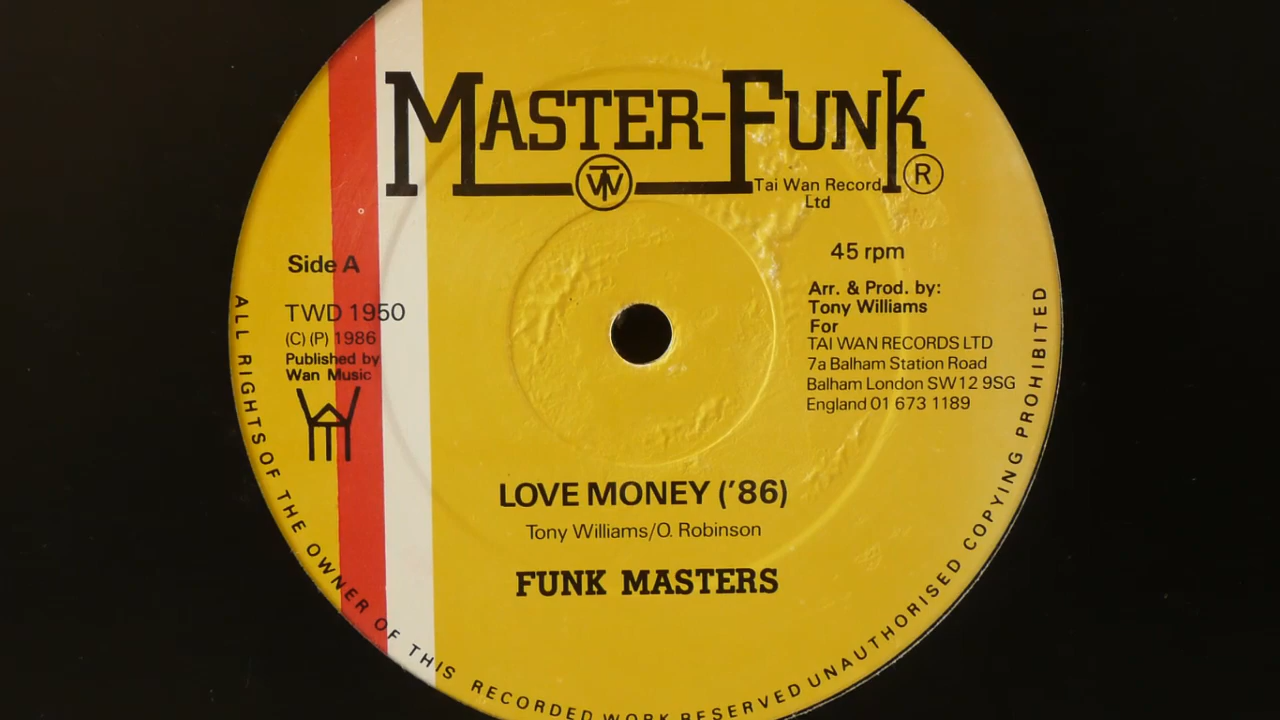 MASTER-FUNK
TW
Tai Wan Record
Ltd
R
45 rpm
Side A
TWD 1950
(C) (P) 1986
Published by
Wan Music
Arr. & Prod. by:
Tony Williams
For
TAI WAN RECORDS LTD
7a Balham Station Road
Balham London SW12 9SG
England 01 673 1189
LOVE MONEY ('86)
Tony Williams/O. Robinson
FUNK MASTERS
ALL RIGHTS OF THE OWNER OF THIS RECORDED WORK RESERVED UNAUTHORISED COPYING PROHIBITED